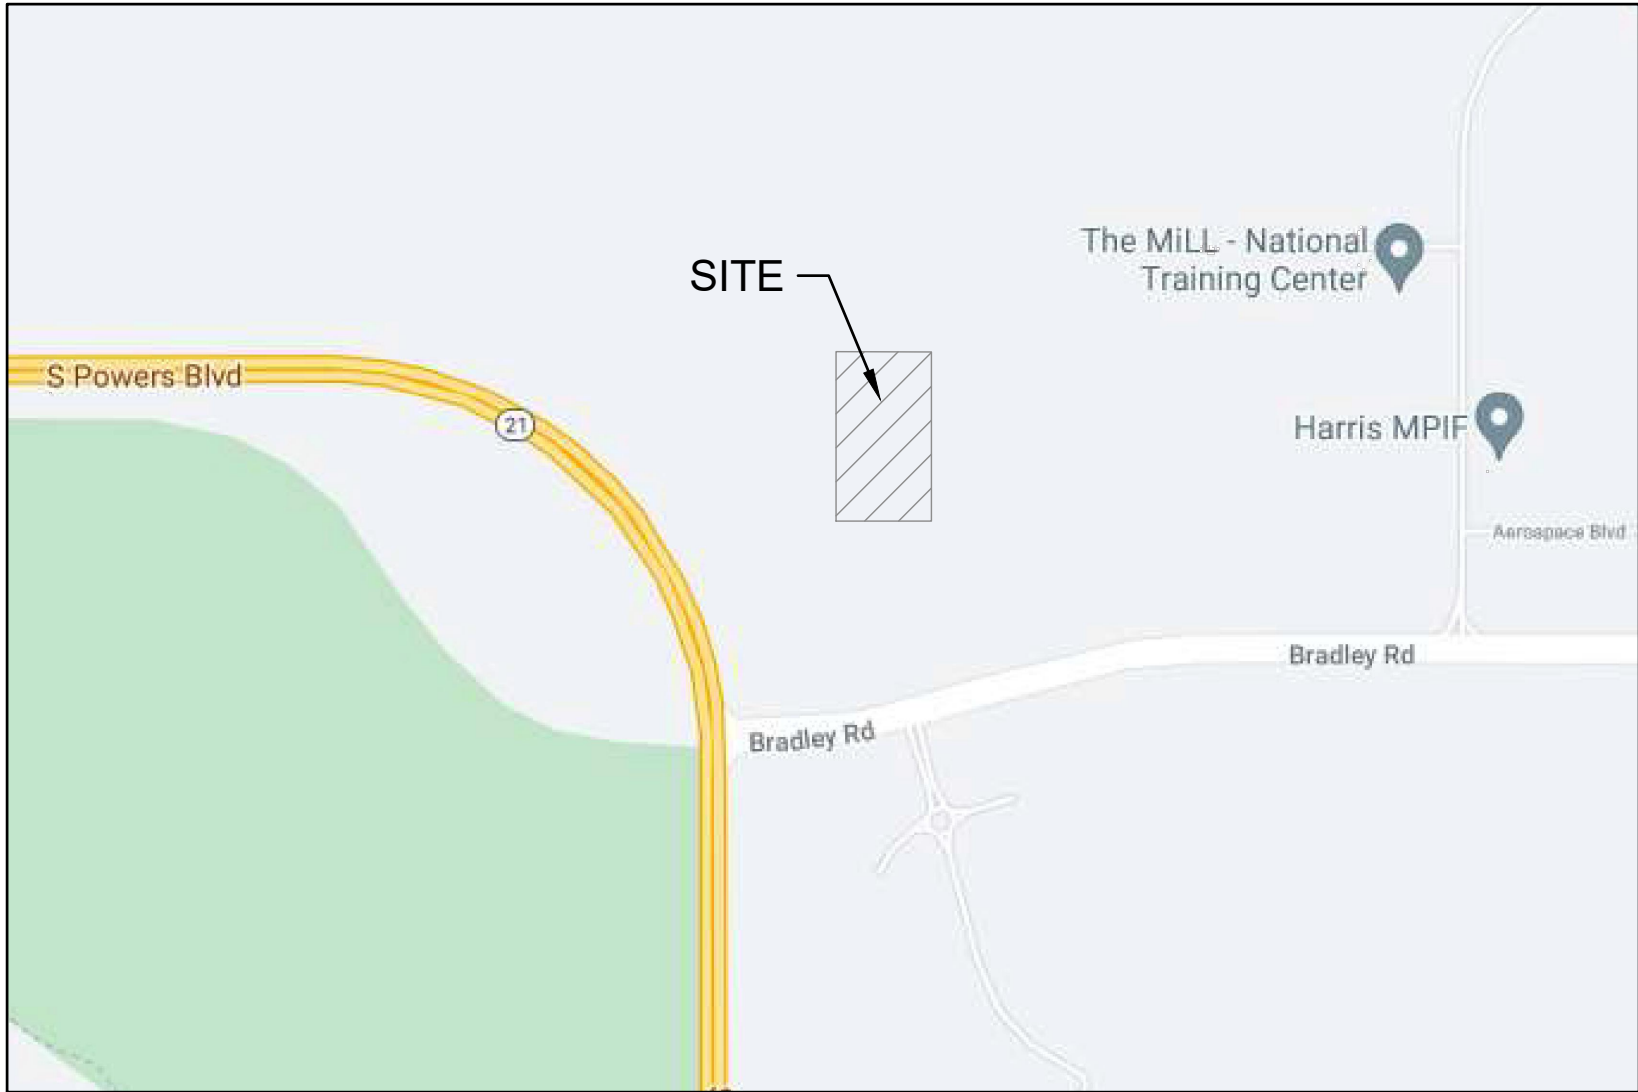 The MiLL - National
Training Center
SITE
S Powers Blvd
21
Harris MPIF
Aerospace Blvd
Bradley Rd
Bradley Rd